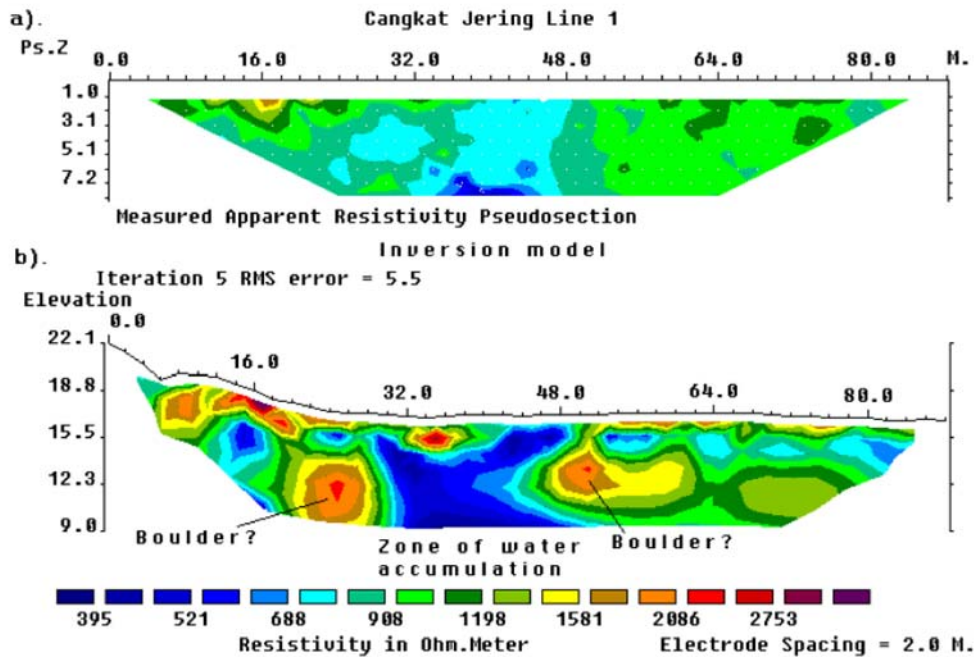 a).
Cangkat Jering Line 1
Ps.Z 0.0 16.0 32.0 48.0 64.0 80.0 M.
1.0
3.1
5.1
7.2
Measured Apparent Resistivity Pseudosection
Inversion model
b).
Iteration 5 RMS error = 5.5
Elevation
0.0
22.1
16.0
18.8
32.0 48.0 64.0 80.0
15.5
12.3
9.0
Boulder?
Zone of water
accumulation
Boulder?
395 521 688 908 1198 1581 2086 2753
Resistivity in Ohm.Meter Electrode Spacing = 2.0 M.